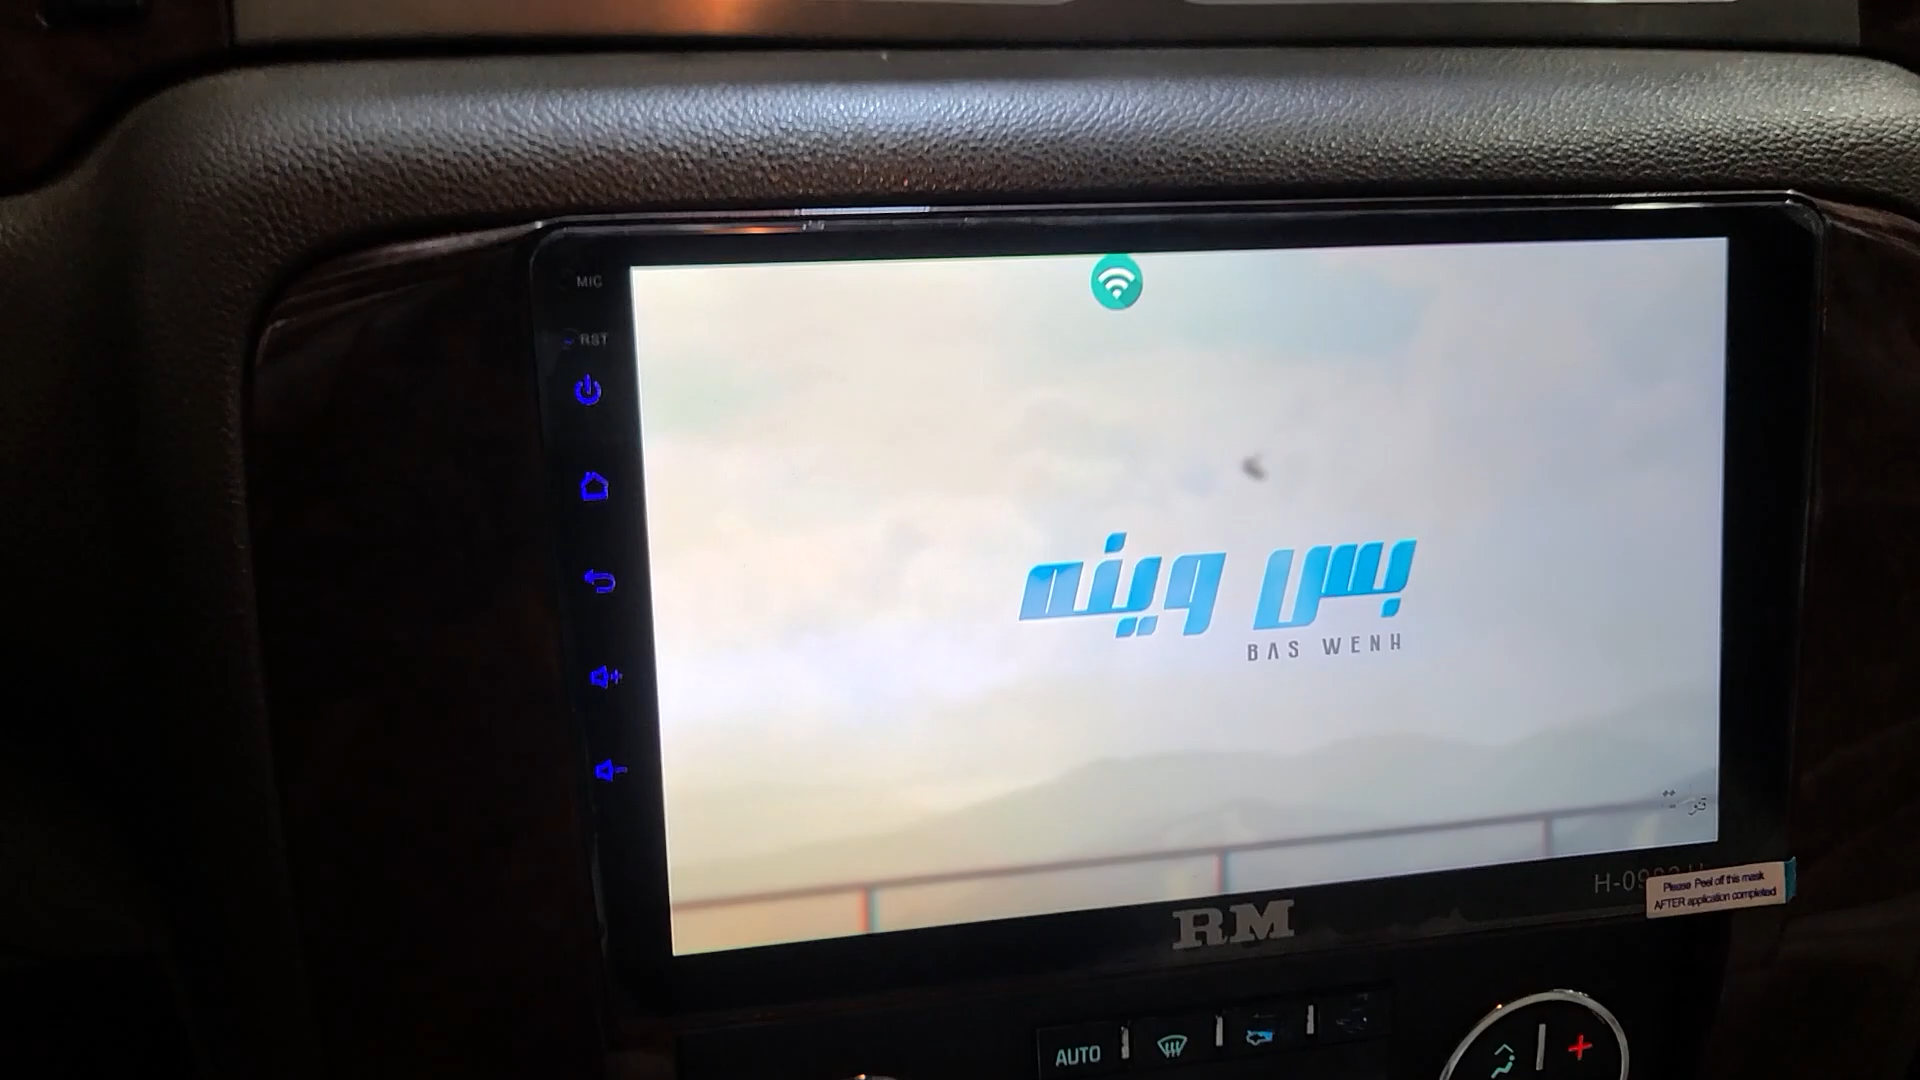 MIC
RST
بس وينه
BAS WENH
RM
Please Peel off this mask
AFTER application completed
AUTO